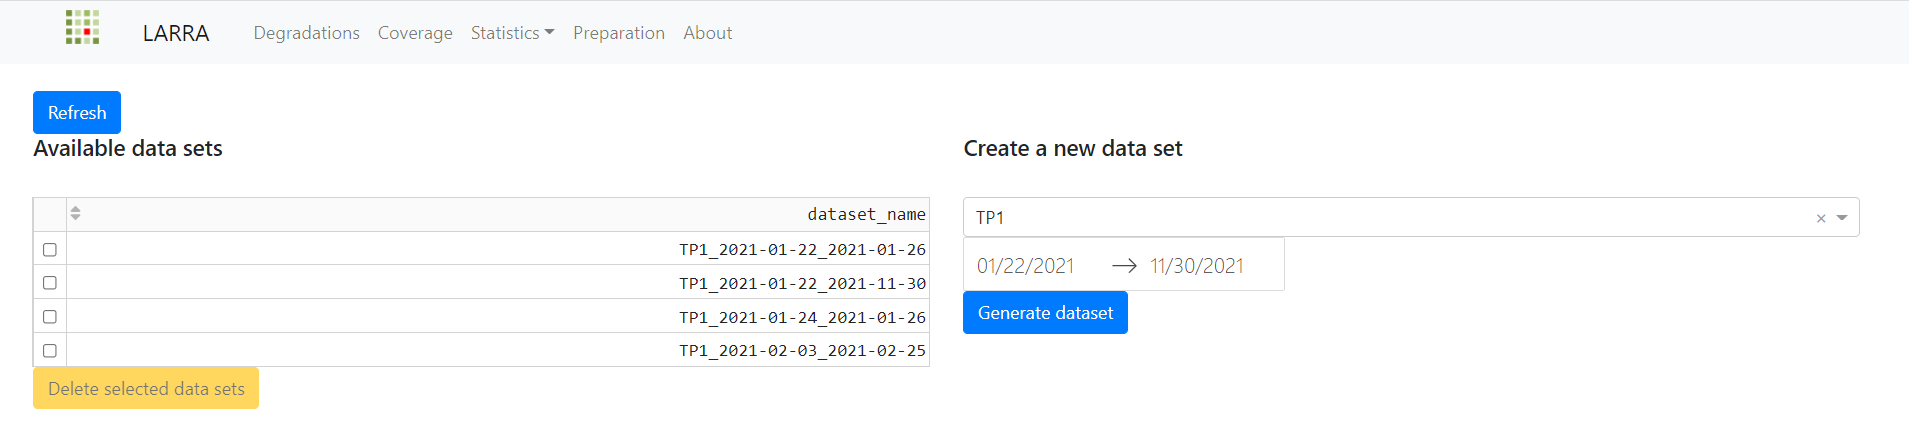 LARRA Degradations Coverage Statistics Preparation About
Refresh
Available data sets
dataset_name
TP1_2021-01-22_2021-01-26
TP1_2021-01-22_2021-11-30
TP1_2021-01-24_2021-01-26
TP1_2021-02-03_2021-02-25
Delete selected data sets
Create a new data set
TP1 ×
01/22/2021 → 11/30/2021
Generate dataset